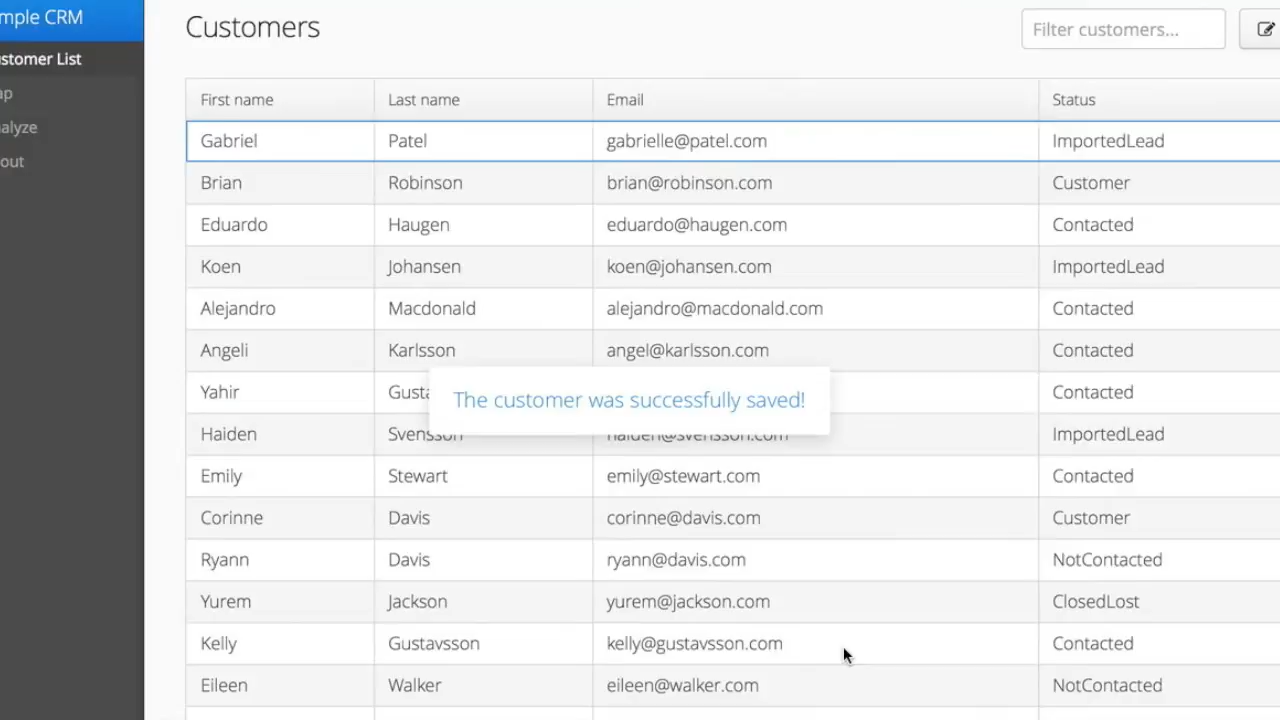 mple CRM
stomer List
ap
alyze
out
Customers
Filter customers...
First name Last name Email Status
Gabriel Patel gabrielle@patel.com ImportedLead
Brian Robinson brian@robinson.com Customer
Eduardo Haugen eduardo@haugen.com Contacted
Koen Johansen koen@johansen.com ImportedLead
Alejandro Macdonald alejandro@macdonald.com Contacted
Angeli Karlsson angel@karlsson.com Contacted
Yahir Gusta Contacted
The customer was successfully saved!
Haiden Svensson haiden@svensson.com ImportedLead
Emily Stewart emily@stewart.com Contacted
Corinne Davis corinne@davis.com Customer
Ryann Davis ryann@davis.com NotContacted
Yurem Jackson yurem@jackson.com ClosedLost
Kelly Gustavsson kelly@gustavsson.com Contacted
Eileen Walker eileen@walker.com NotContacted